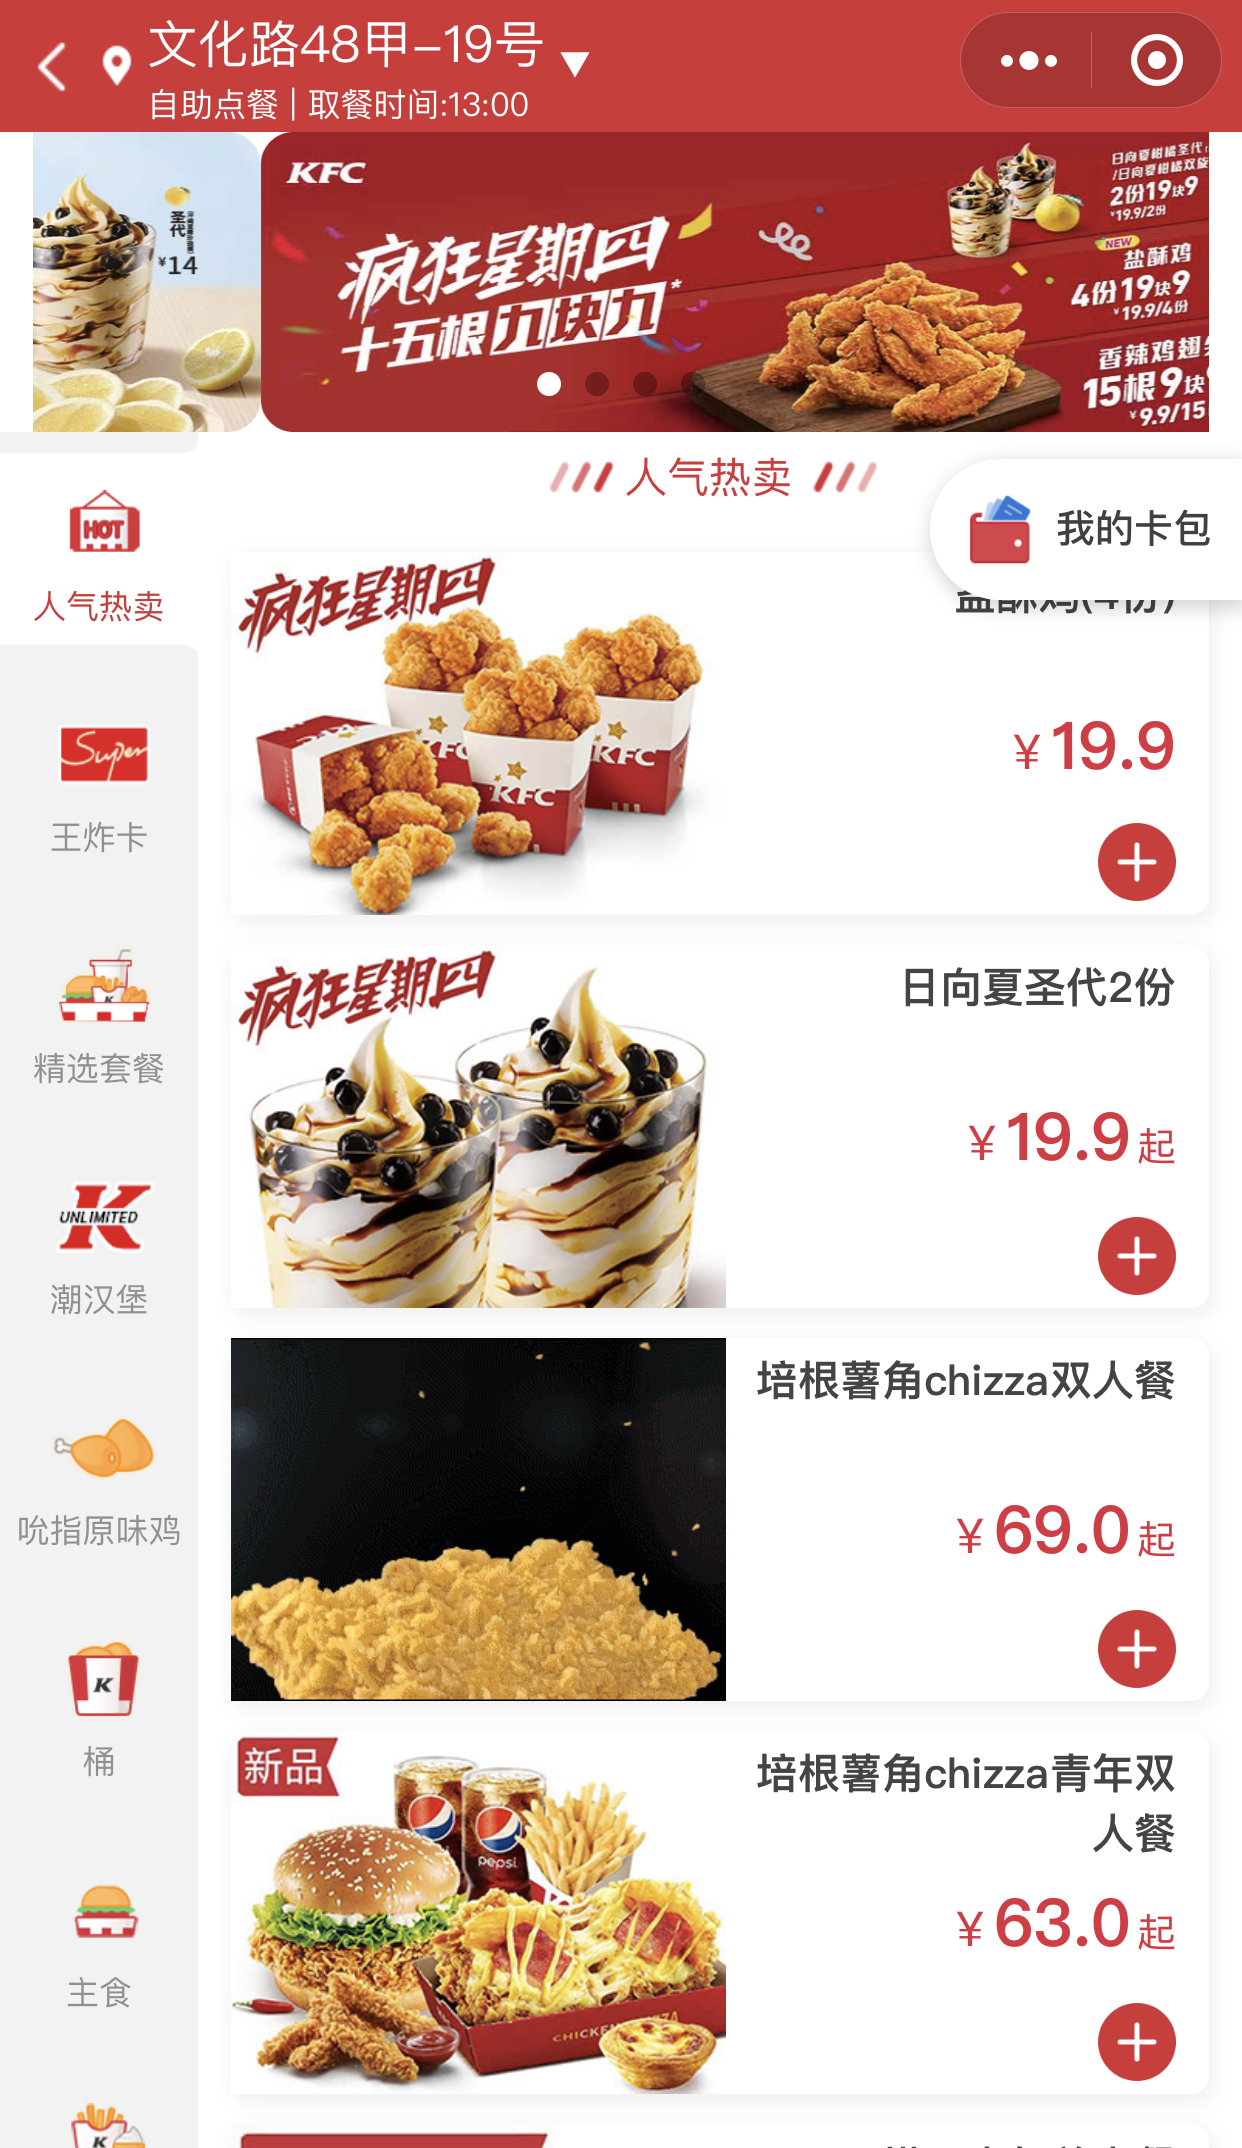 文化路48甲-19号
自助点餐 | 取餐时间:13:00
圣代
¥14
KFC
疯狂星期四
十五根九块九*
日向夏柑橘圣代
/日向夏柑橘双旋
2份19块9
¥19.9/2份
NEW
盐酥鸡
4份19块9
¥19.9/4份
香辣鸡翅
15根9块
¥9.9/15
人气热卖
我的卡包
HOT
人气热卖
Super
王炸卡
K
精选套餐
K
UNLIMITED
潮汉堡
吮指原味鸡
K
桶
主食
K
疯狂星期四
KFC
KFC
KFC
盐酥鸡(4份)
¥19.9
疯狂星期四
日向夏圣代2份
¥19.9起
培根薯角chizza双人餐
¥69.0起
新品
pepsi
培根薯角chizza青年双
人餐
¥63.0起